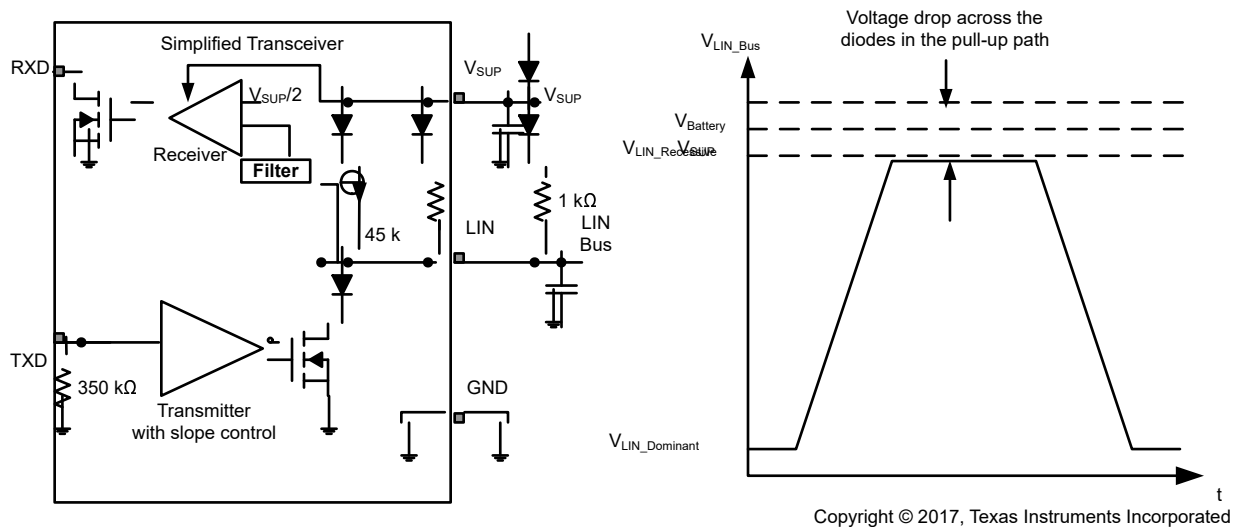 Simplified Transceiver
RXD
V_SUP/2
Receiver
Filter
V_SUP
V_SUP
45 k
LIN
1 kΩ
LIN
Bus
TXD
350 kΩ
Transmitter
with slope control
GND
Voltage drop across the
diodes in the pull-up path
V_LIN_Bus
V_Battery
V_SUP
V_LIN_Recessive
V_LIN_Dominant
t
Copyright © 2017, Texas Instruments Incorporated